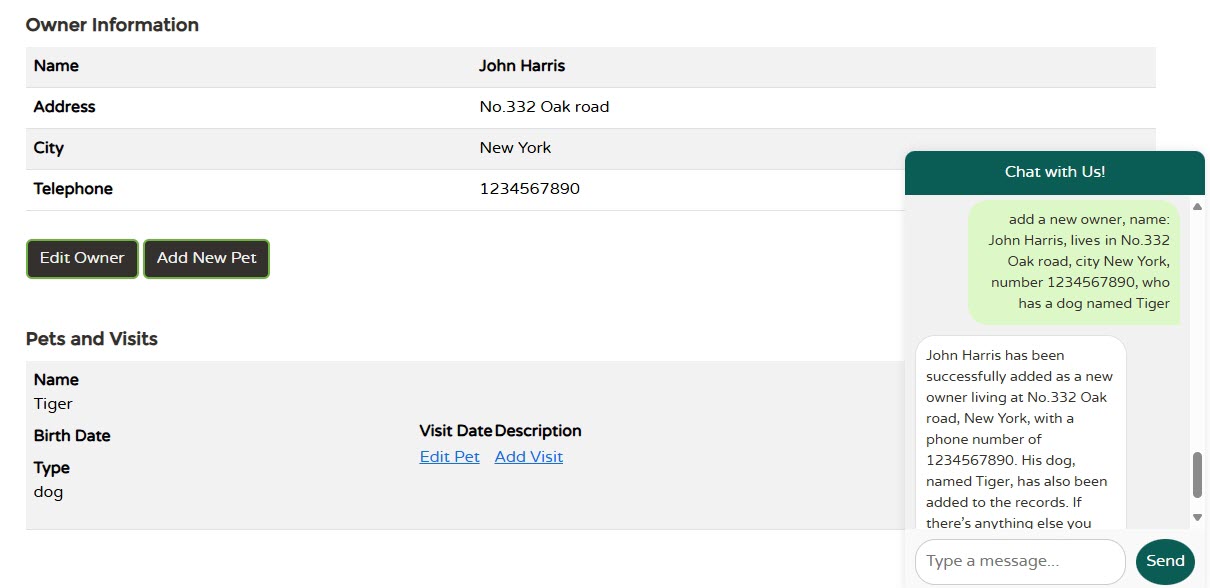 Owner Information
Name John Harris
Address No.332 Oak road
City New York
Telephone 1234567890
Edit Owner Add New Pet
Pets and Visits
Name
Tiger
Birth Date
Type
dog
Visit Date Description
Edit Pet Add Visit
Chat with Us!
add a new owner, name:
John Harris, lives in No.332
Oak road, city New York,
number 1234567890, who
has a dog named Tiger
John Harris has been
successfully added as a new
owner living at No.332 Oak
road, New York, with a
phone number of
1234567890. His dog,
named Tiger, has also been
added to the records. If
there's anything else you
Type a message...
Send